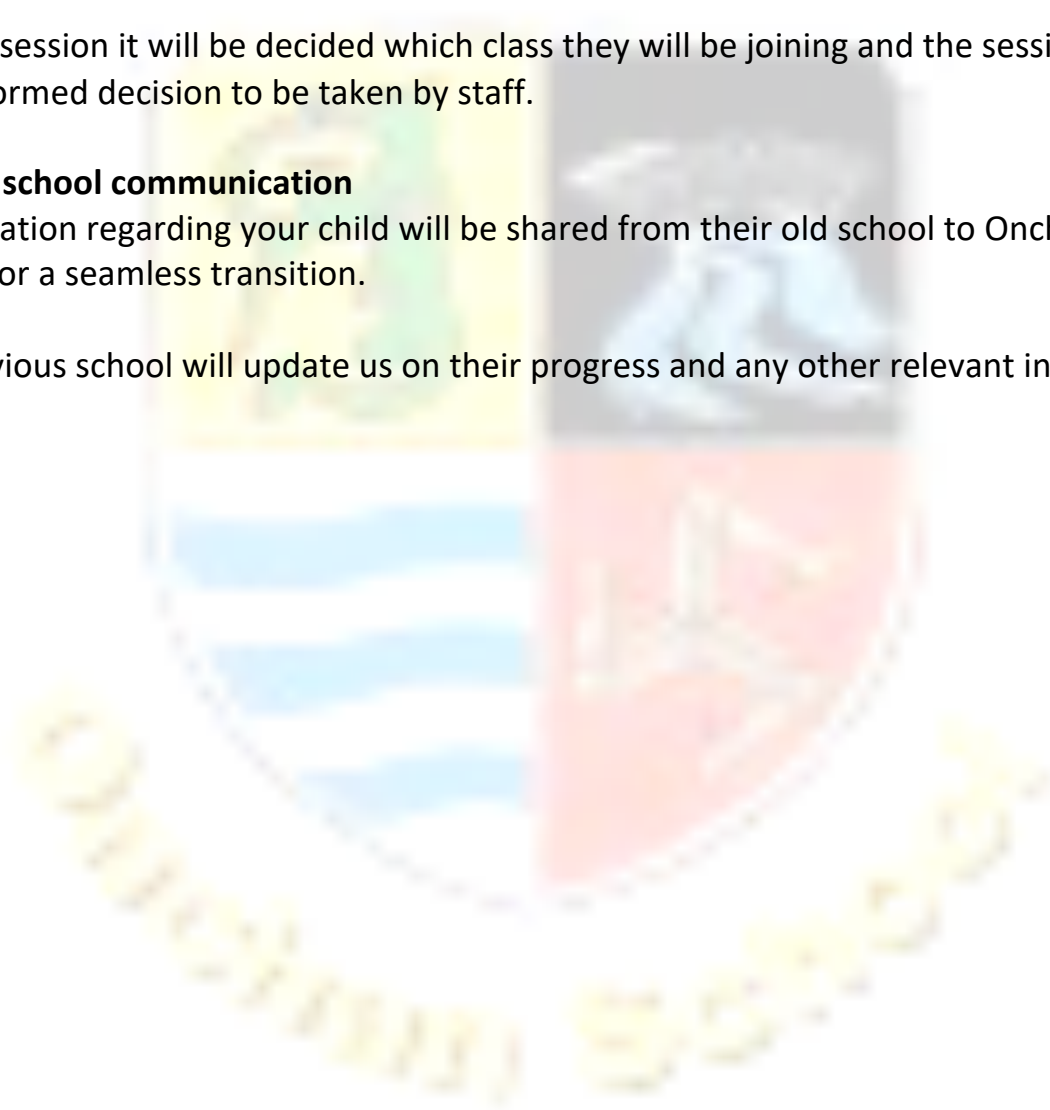 session it will be decided which class they will be joining and the sessi
ormed decision to be taken by staff.
school communication
ation regarding your child will be shared from their old school to Oncl
or a seamless transition.
vious school will update us on their progress and any other relevant in
Onchan School